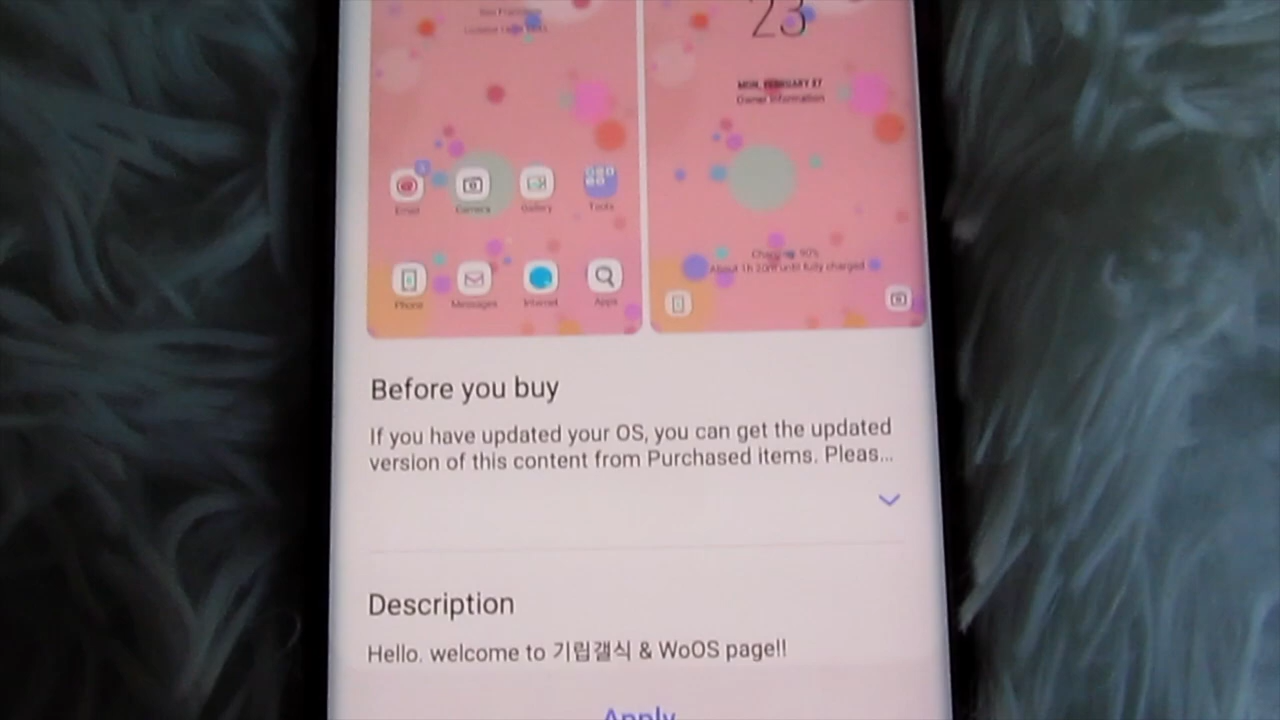 23
MON, FEBRUARY 27
Owner information
Email
Camera
Gallery
Tools
Phone
Messages
Internet
Apps
Charging: 90%
About 1h 20m until fully charged
Before you buy
If you have updated your OS, you can get the updated
version of this content from Purchased items. Pleas...
Description
Hello. welcome to 기립갤식 & WoOS page!!
Apply